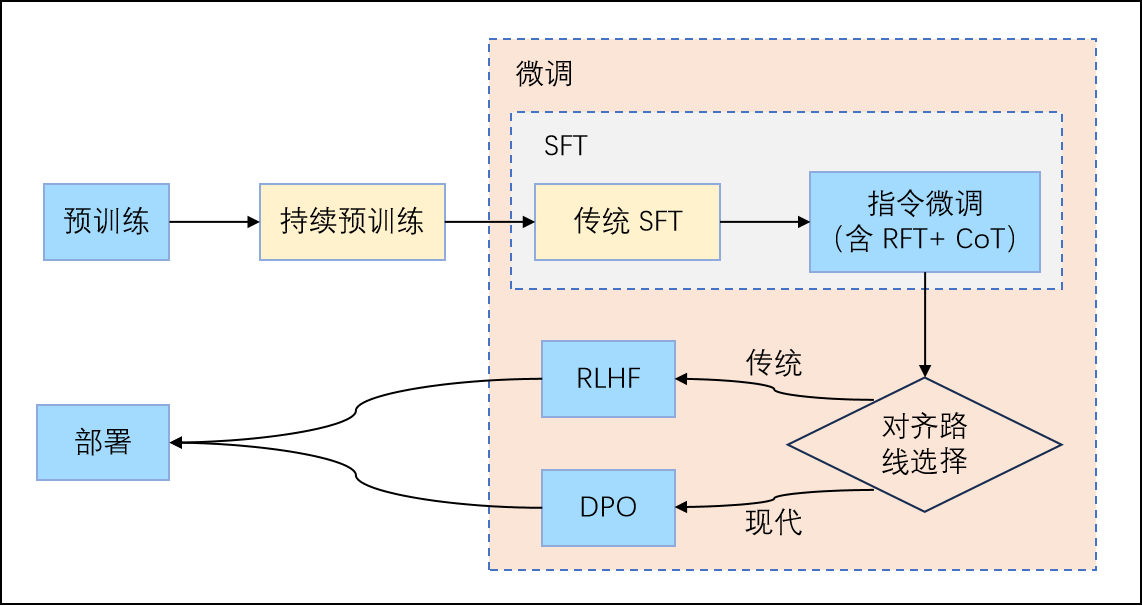 微调
SFT
预训练
持续预训练
传统 SFT
指令微调
（含 RFT+ CoT）
RLHF
传统
对齐路
线选择
部署
DPO
现代